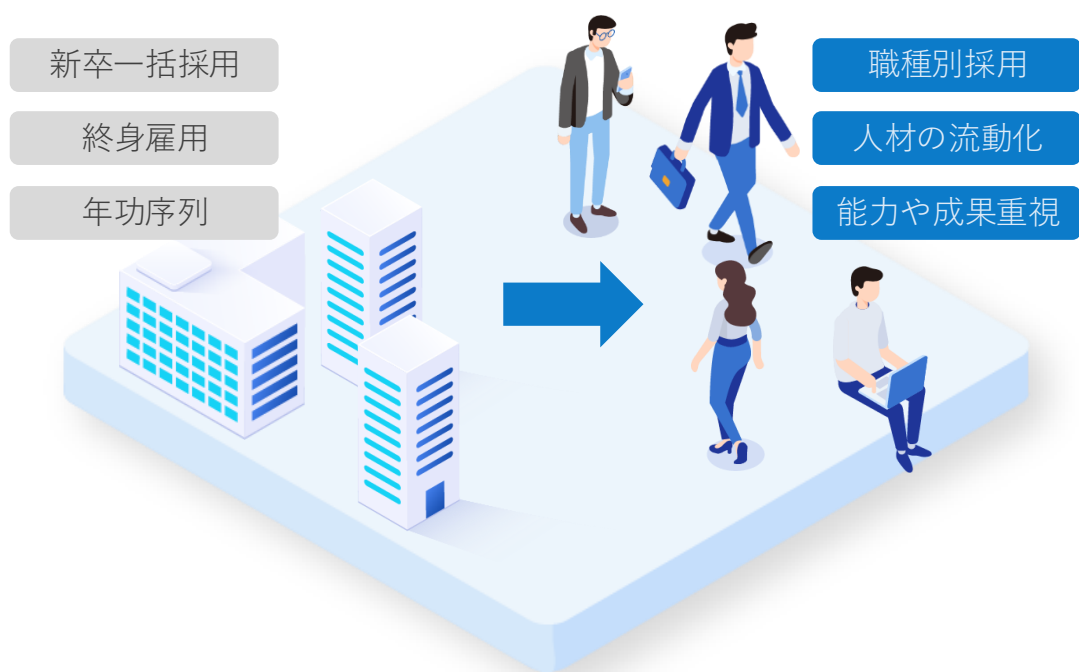 新卒一括採用
終身雇用
年功序列
職種別採用
人材の流動化
能力や成果重視